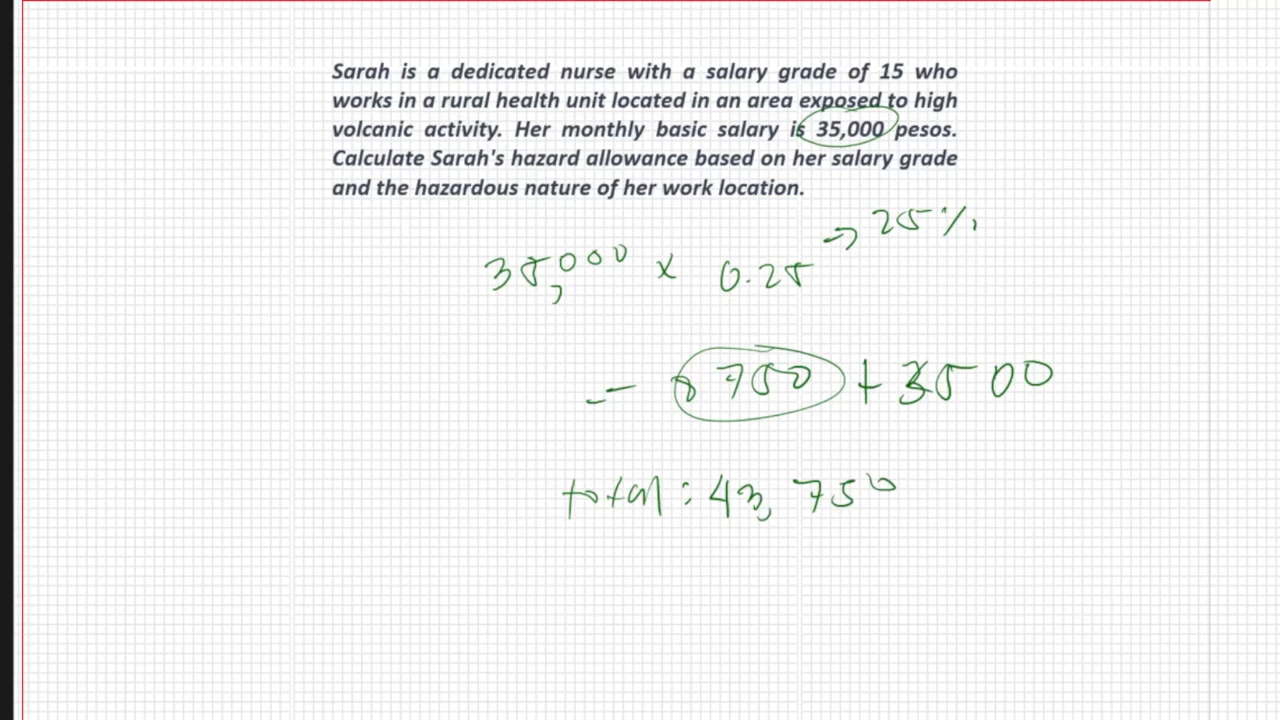 Sarah is a dedicated nurse with a salary grade of 15 who
works in a rural health unit located in an area exposed to high
volcanic activity. Her monthly basic salary is 35,000 pesos.
Calculate Sarah's hazard allowance based on her salary grade
and the hazardous nature of her work location.
35,000 x 0.25 → 25%
= 8750 + 3500
total: 43,750